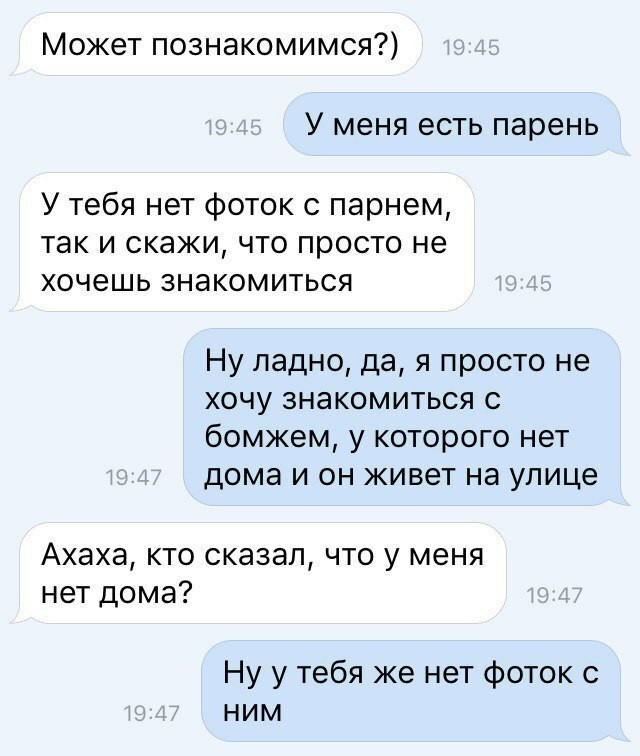 Может познакомимся?)
19:45
19:45
У меня есть парень
У тебя нет фоток с парнем,
так и скажи, что просто не
хочешь знакомиться
19:45
Ну ладно, да, я просто не
хочу знакомиться с
бомжем, у которого нет
дома и он живет на улице
19:47
Ахаха, кто сказал, что у меня
нет дома?
19:47
Ну у тебя же нет фоток с
ним
19:47